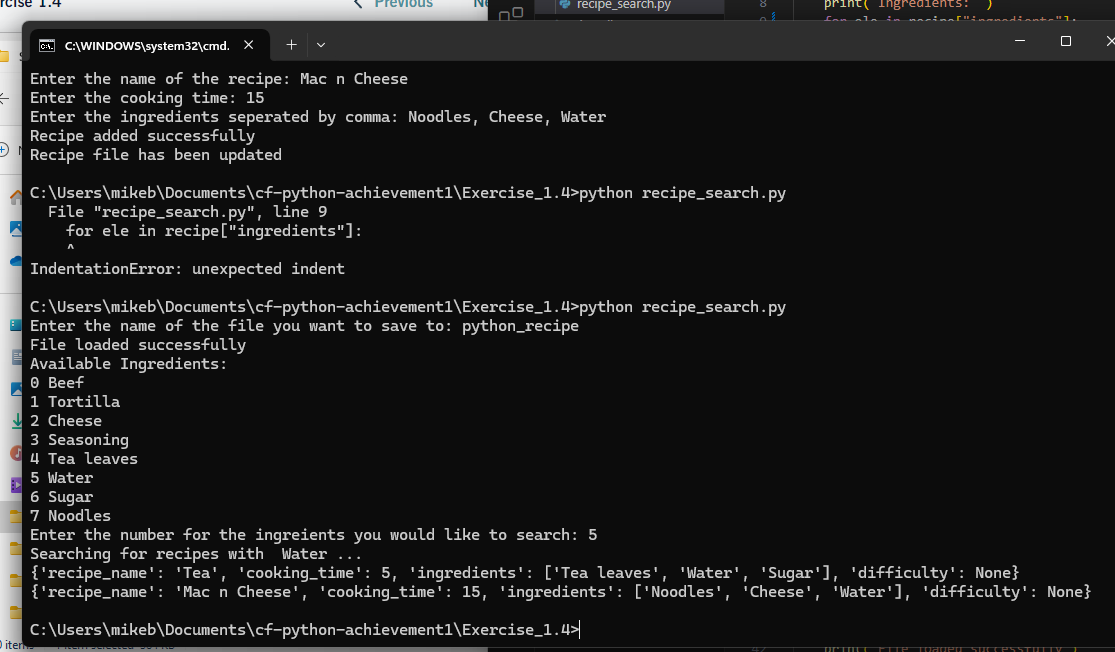 rcise 1.4
Previous
recipe_search.py
8 print("Ingredients: ")
for ele in recipe["ingredients"]:
C:\WINDOWS\system32\cmd.
Enter the name of the recipe: Mac n Cheese
Enter the cooking time: 15
Enter the ingredients seperated by comma: Noodles, Cheese, Water
Recipe added successfully
Recipe file has been updated
C:\Users\mikeb\Documents\cf-python-achievement1\Exercise_1.4>python recipe_search.py
File "recipe_search.py", line 9
for ele in recipe["ingredients"]:
^
IndentationError: unexpected indent
C:\Users\mikeb\Documents\cf-python-achievement1\Exercise_1.4>python recipe_search.py
Enter the name of the file you want to save to: python_recipe
File loaded successfully
Available Ingredients:
0 Beef
1 Tortilla
2 Cheese
3 Seasoning
4 Tea leaves
5 Water
6 Sugar
7 Noodles
Enter the number for the ingreients you would like to search: 5
Searching for recipes with  Water ...
{'recipe_name': 'Tea', 'cooking_time': 5, 'ingredients': ['Tea leaves', 'Water', 'Sugar'], 'difficulty': None}
{'recipe_name': 'Mac n Cheese', 'cooking_time': 15, 'ingredients': ['Noodles', 'Cheese', 'Water'], 'difficulty': None}
C:\Users\mikeb\Documents\cf-python-achievement1\Exercise_1.4>